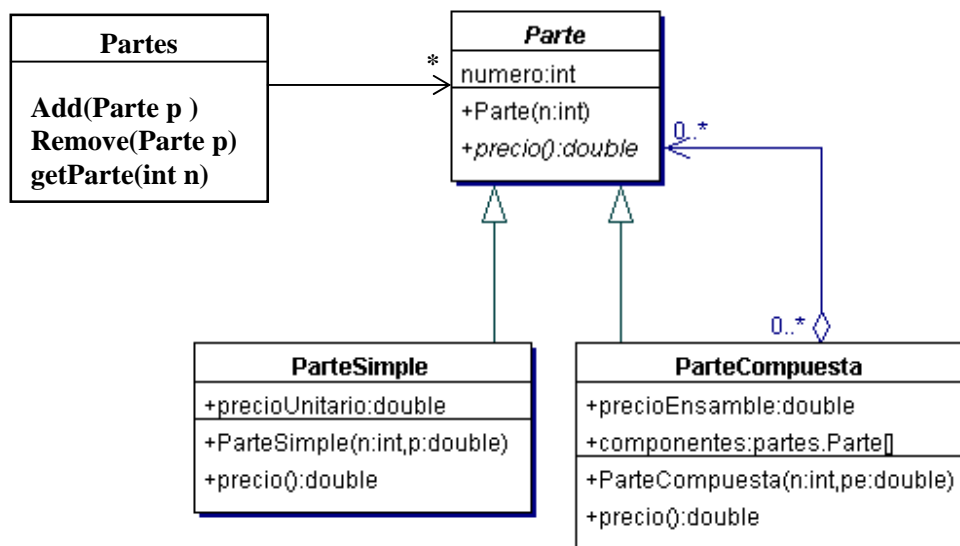 Partes
Add(Parte p )
Remove(Parte p)
getParte(int n)
*
Parte
numero:int
+Parte(n:int)
+precio():double
0..*
0..*
ParteSimple
+precioUnitario:double
+ParteSimple(n:int,p:double)
+precio():double
ParteCompuesta
+precioEnsamble:double
+componentes:partes.Parte[]
+ParteCompuesta(n:int,pe:double)
+precio():double